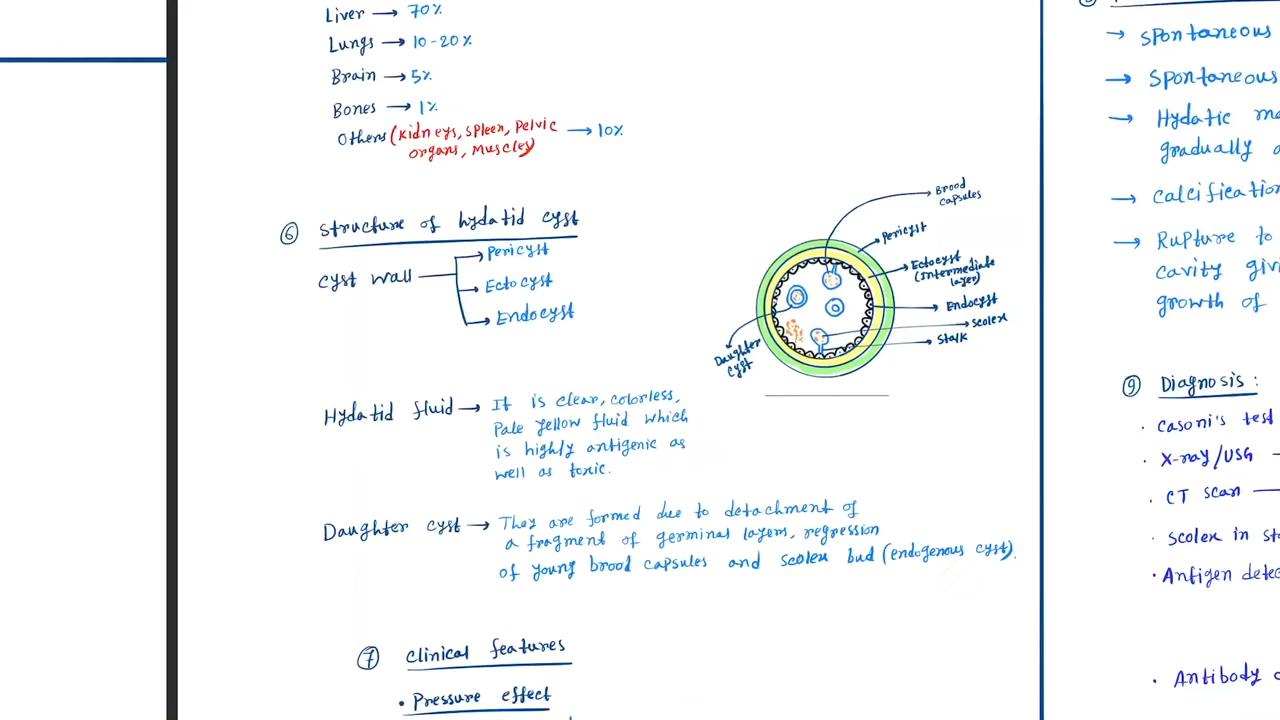 Liver → 70%
Lungs → 10-20%
Brain → 5%
Bones → 1%
Others (Kidneys, Spleen, Pelvic → 10%
organs, Muscles)
⑥ Structure of hydatid cyst
Cyst wall → Pericyst
→ Ectocyst
→ Endocyst
Brood
capsules
Pericyst
Ectocyst
(Intermediate
layer)
Endocyst
Scolex
Stalk
Daughter
cyst
Hydatid fluid → It is clear, colorless,
Pale yellow fluid which
is highly antigenic as
well as toxic.
Daughter cyst → They are formed due to detachment of
a fragment of germinal layers, regression
of young brood capsules and scolex bud (endogenous cyst).
⑦ Clinical features
• Pressure effect
→ Spontaneous
→ Spontaneous
→ Hydatic
gradually
→ Calcification
→ Rupture to
cavity
growth of
⑨ Diagnosis :
· Casoni's test
· X-ray/USG
· CT scan
· Scolex in
· Antigen
· Antibody